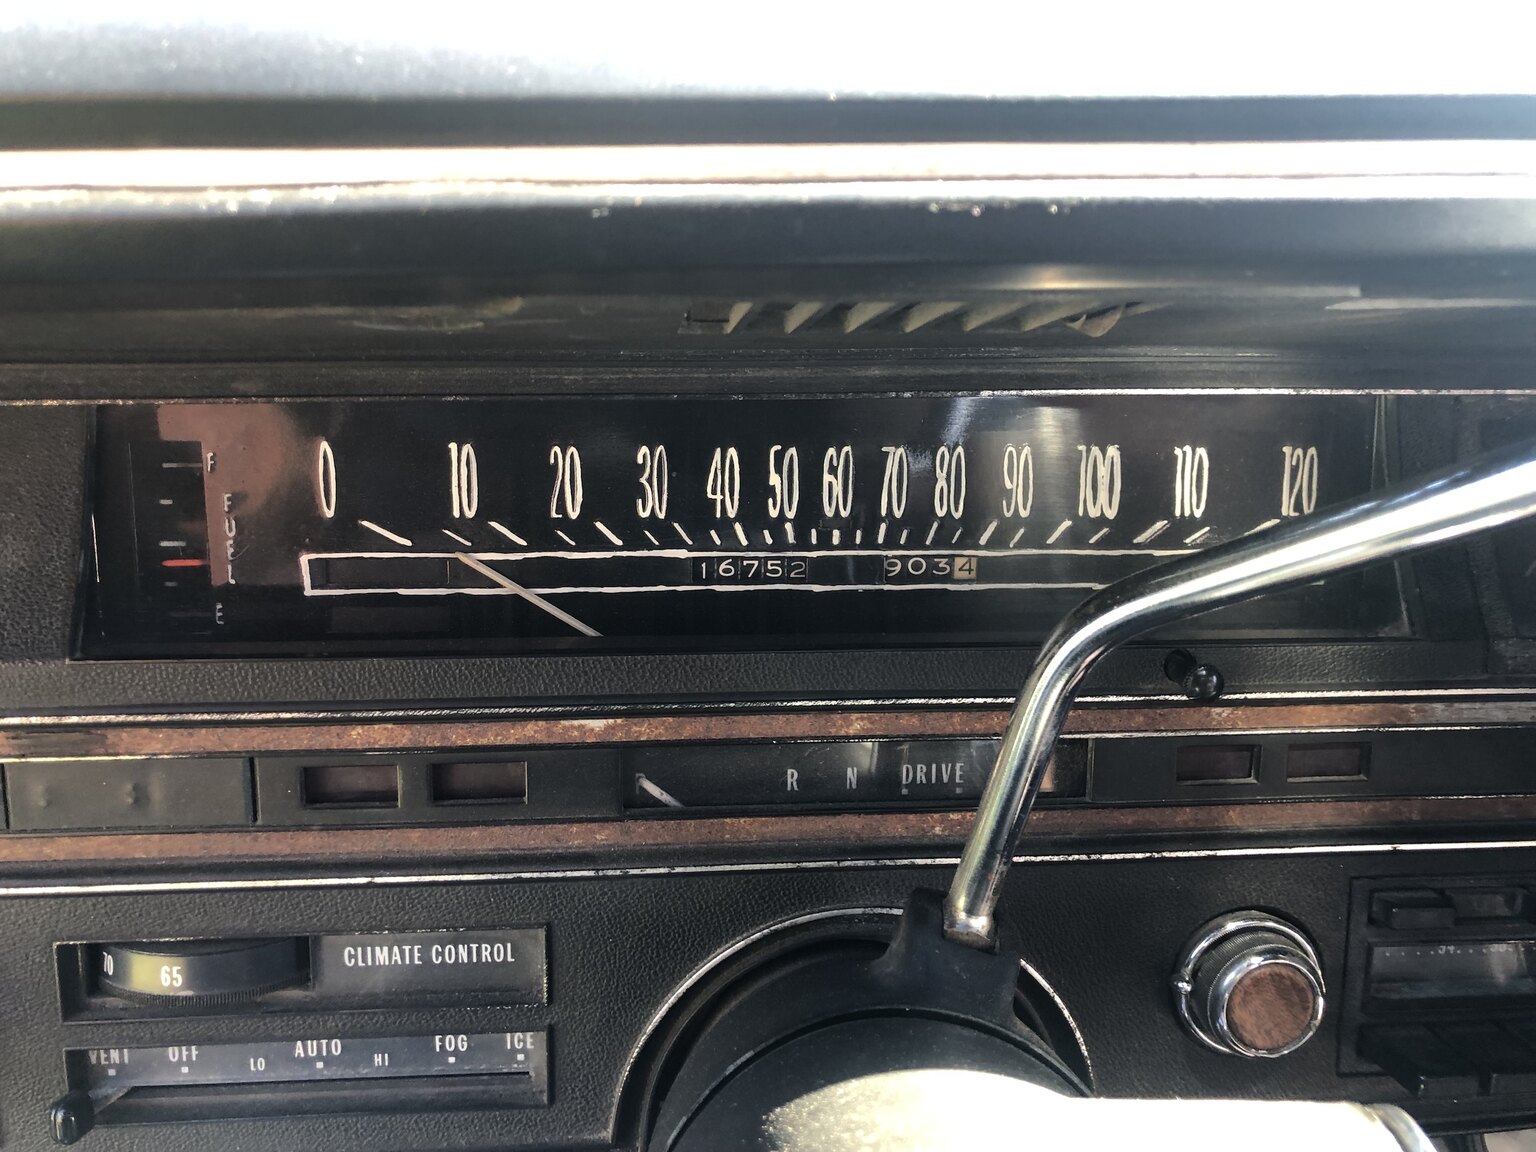 0 10 20 30 40 50 60 70 80 90 100 110 120
F
FUEL
E
16752 9034
R N DRIVE
70 65 CLIMATE CONTROL
VENT OFF LO AUTO HI FOG ICE